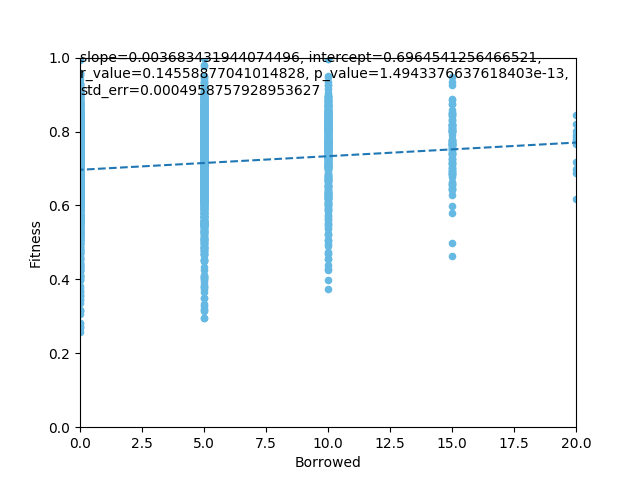 slope=0.003683431944074496, intercept=0.6964541256466521,
r_value=0.14558877041014828, p_value=1.4943376637618403e-13,
std_err=0.0004958757928953627
1.0
0.8
0.6
0.4
0.2
0.0
Fitness
0.0 2.5 5.0 7.5 10.0 12.5 15.0 17.5 20.0
Borrowed